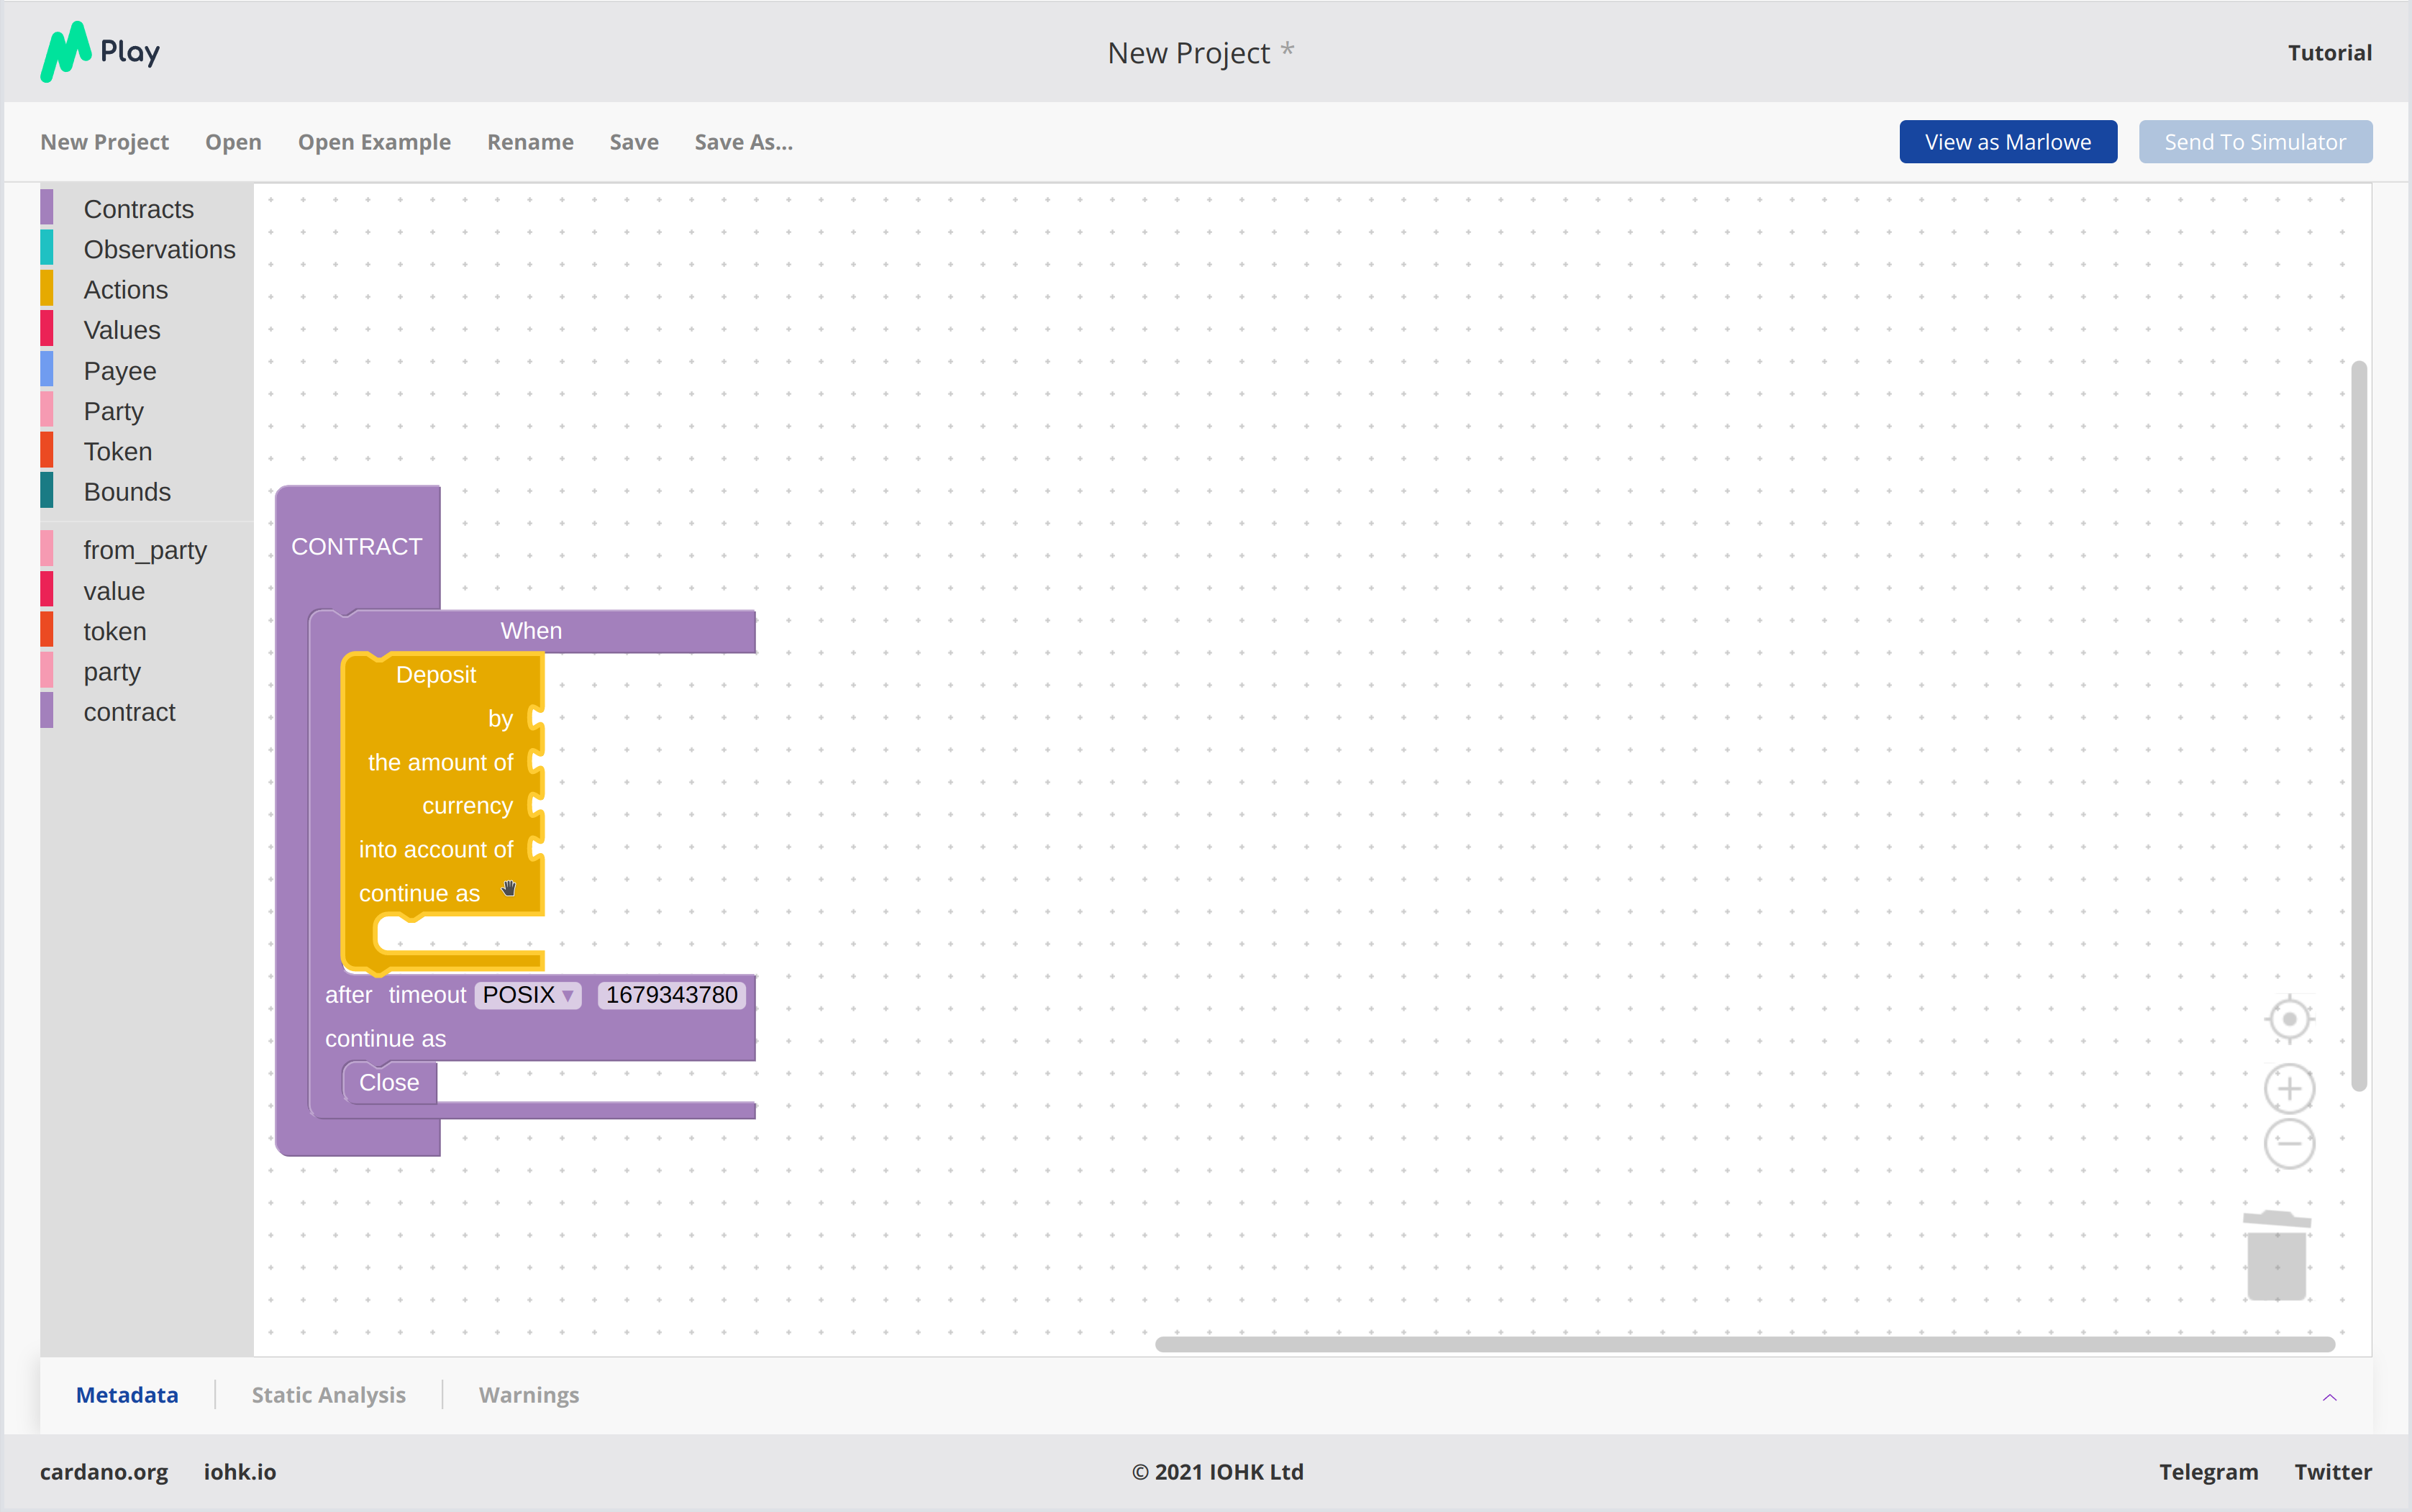 Play
New Project *
Tutorial
New Project Open Open Example Rename Save Save As...
View as Marlowe Send To Simulator
Contracts
Observations
Actions
Values
Payee
Party
Token
Bounds
from_party
value
token
party
contract
CONTRACT
When
Deposit
by
the amount of
currency
into account of
continue as
after timeout POSIX 1679343780
continue as
Close
Metadata Static Analysis Warnings
cardano.org iohk.io © 2021 IOHK Ltd Telegram Twitter